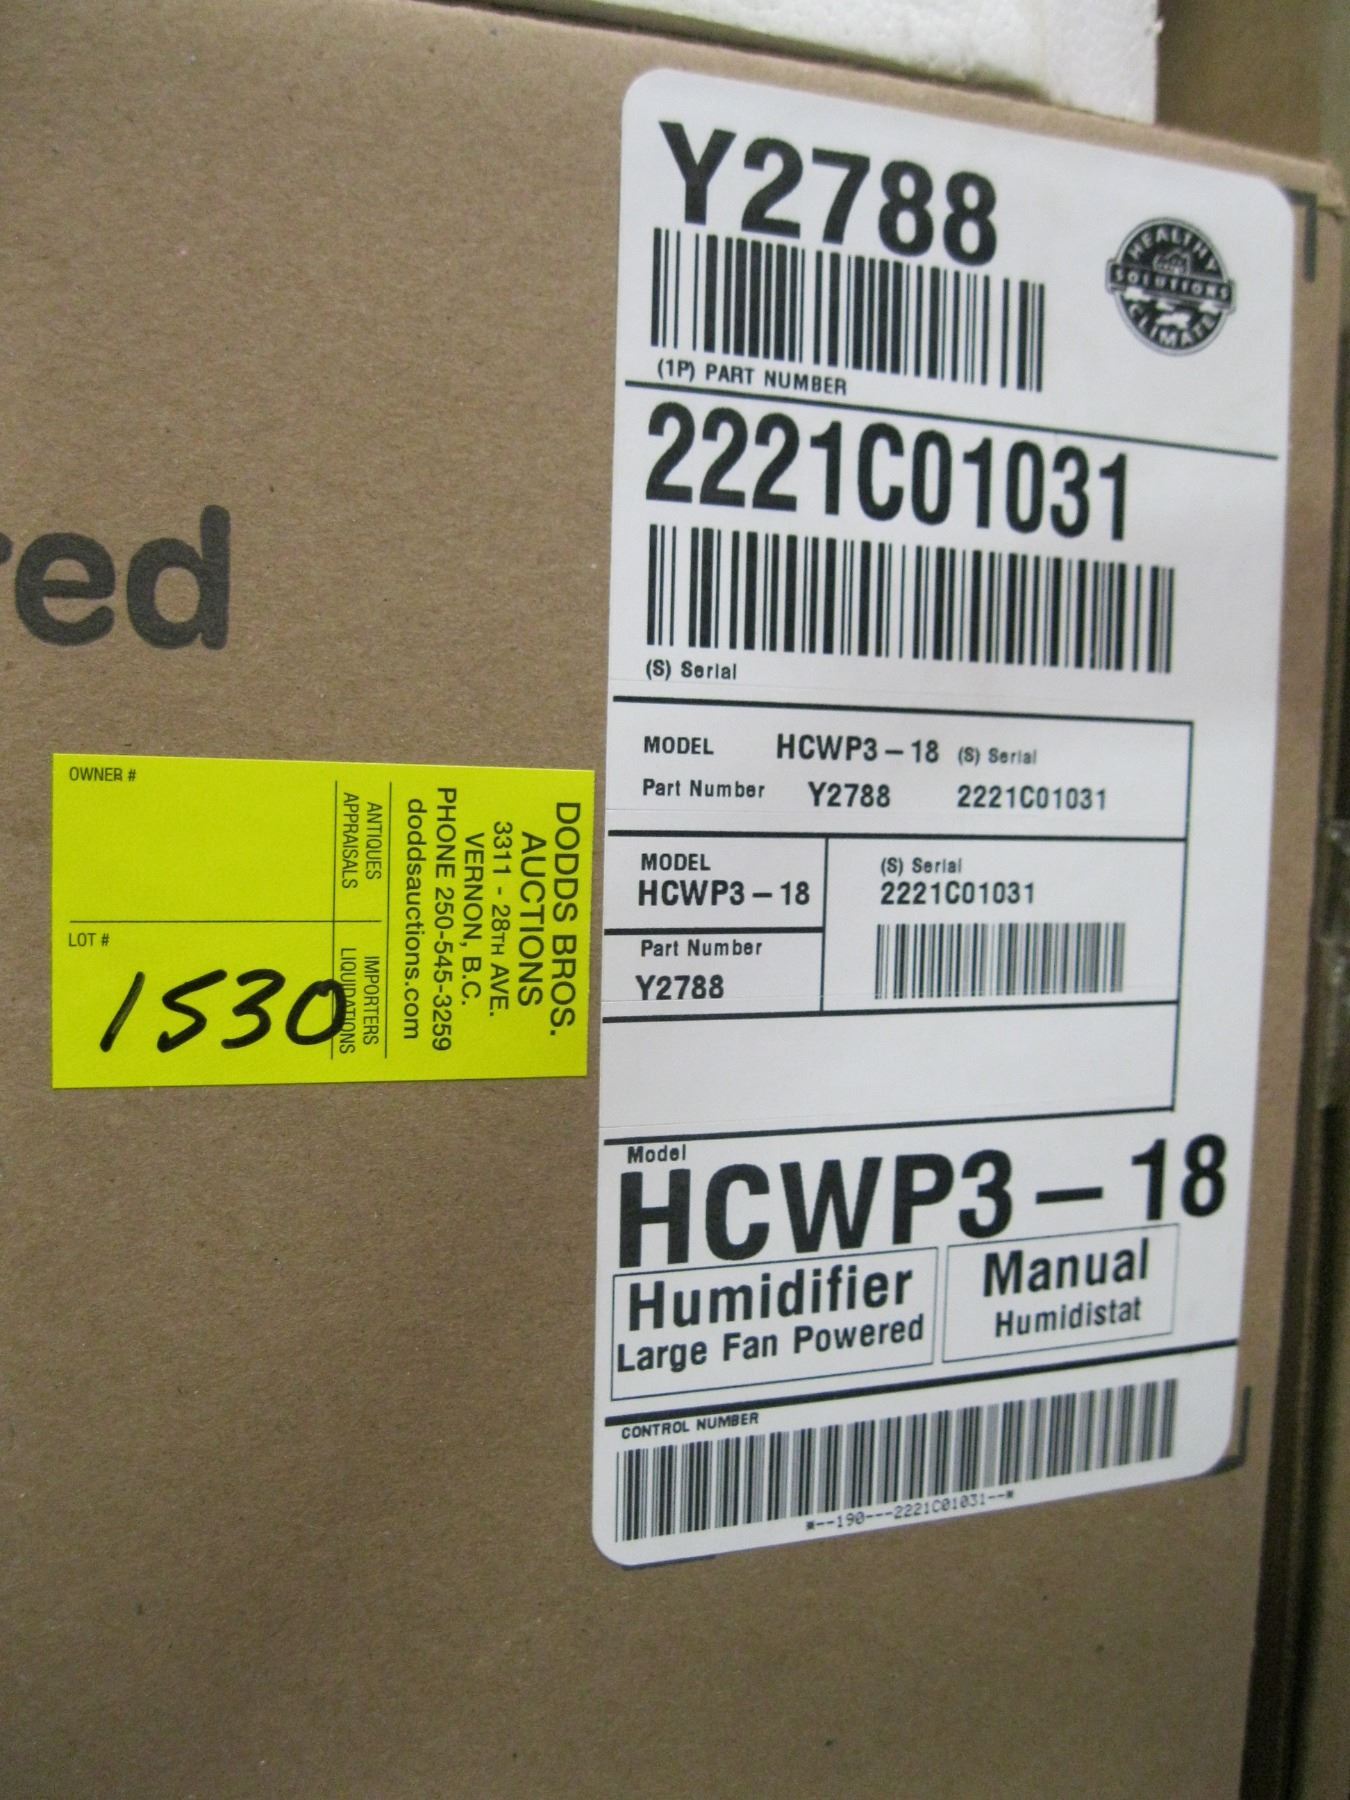 Y2788
HEALTHY
SOLUTIONS
CLIMATE
(1P) PART NUMBER
2221C01031
(S) Serial
MODEL HCWP3-18 (S) Serial
Part Number Y2788 2221C01031
MODEL
HCWP3-18
(S) Serial
2221C01031
Part Number
Y2788
Model
HCWP3-18
Humidifier
Large Fan Powered
Manual
Humidistat
CONTROL NUMBER
*--190---2221C01031--*
red
OWNER #
LOT #
1530
DODDS BROS.
AUCTIONS
3311 - 28TH AVE.
VERNON, B.C.
PHONE 250-545-3259
doddsauctions.com
ANTIQUES
APPRAISALS
IMPORTERS
LIQUIDATIONS